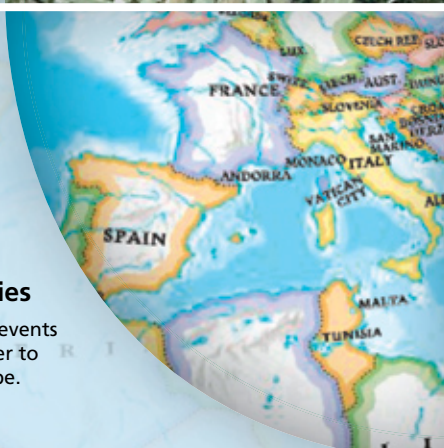 CZECH REP.
LUX.
FRANCE
SWITZ.
LIECH.
AUST.
SLOVENIA
SAN
MARINO
MONACO
ITALY
ANDORRA
VATICAN
CITY
SPAIN
MALTA
TUNISIA
ies
events
er to
pe.
R I